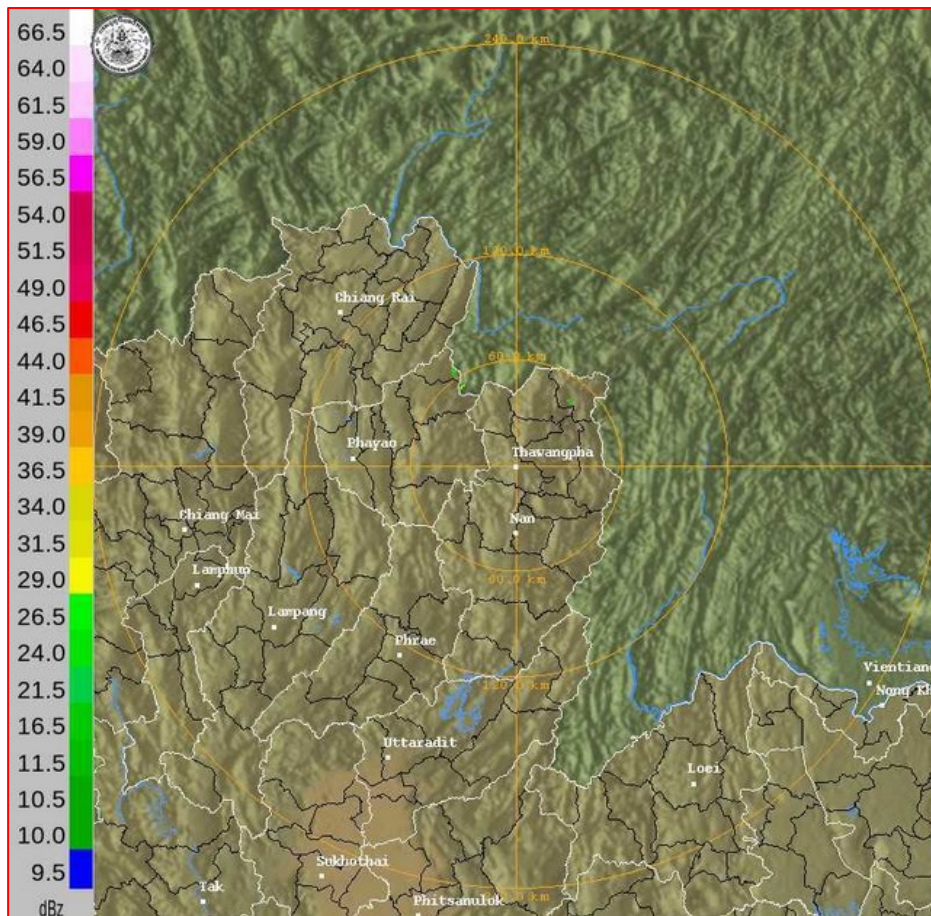 66.5
64.0
61.5
59.0
56.5
54.0
51.5
49.0
46.5
44.0
41.5
39.0
36.5
34.0
31.5
29.0
26.5
24.0
21.5
16.5
11.5
10.5
10.0
9.5
dBz
240.0 km
120.0 km
Chiang Rai
60.0 km
Phayao
Thawangpha
Chiang Mai
Nan
60.0 km
Lamphun
Lampang
Phrae
Vientiane
120.0 km
Nong Kh
Uttaradit
Loei
Sukhothai
Tak
Phitsanulok